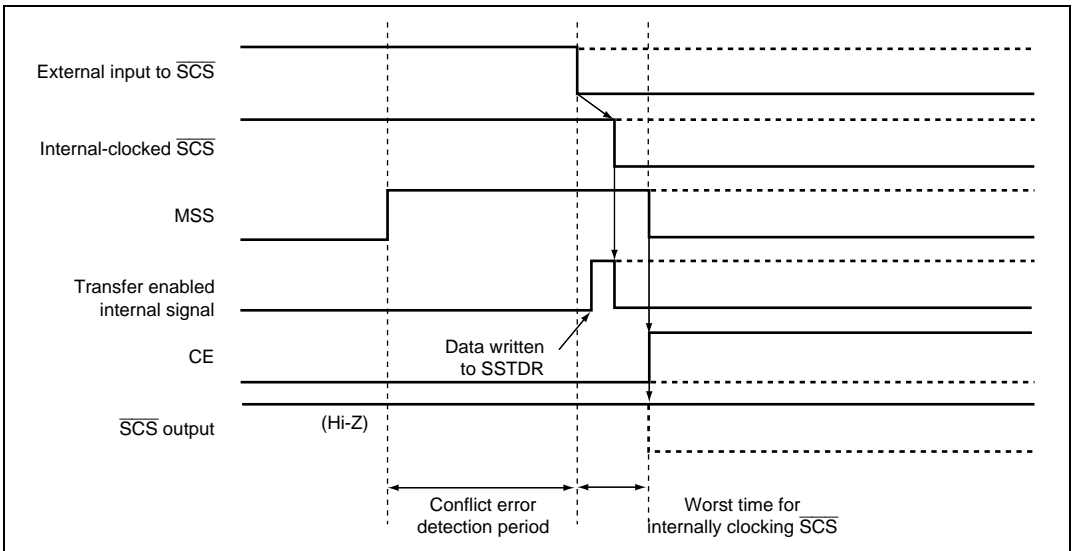 External input to SCS
Internal-clocked SCS
MSS
Transfer enabled
internal signal
Data written
to SSTDR
CE
(Hi-Z)
SCS output
Conflict error
detection period
Worst time for
internally clocking SCS